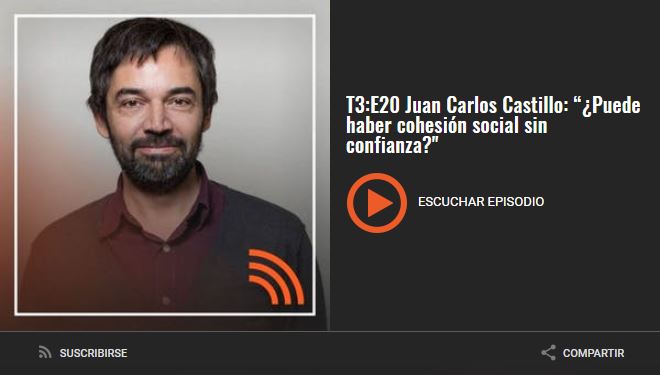 T3:E20 Juan Carlos Castillo: “¿Puede
haber cohesión social sin
confianza?"
ESCUCHAR EPISODIO
SUSCRIBIRSE
COMPARTIR